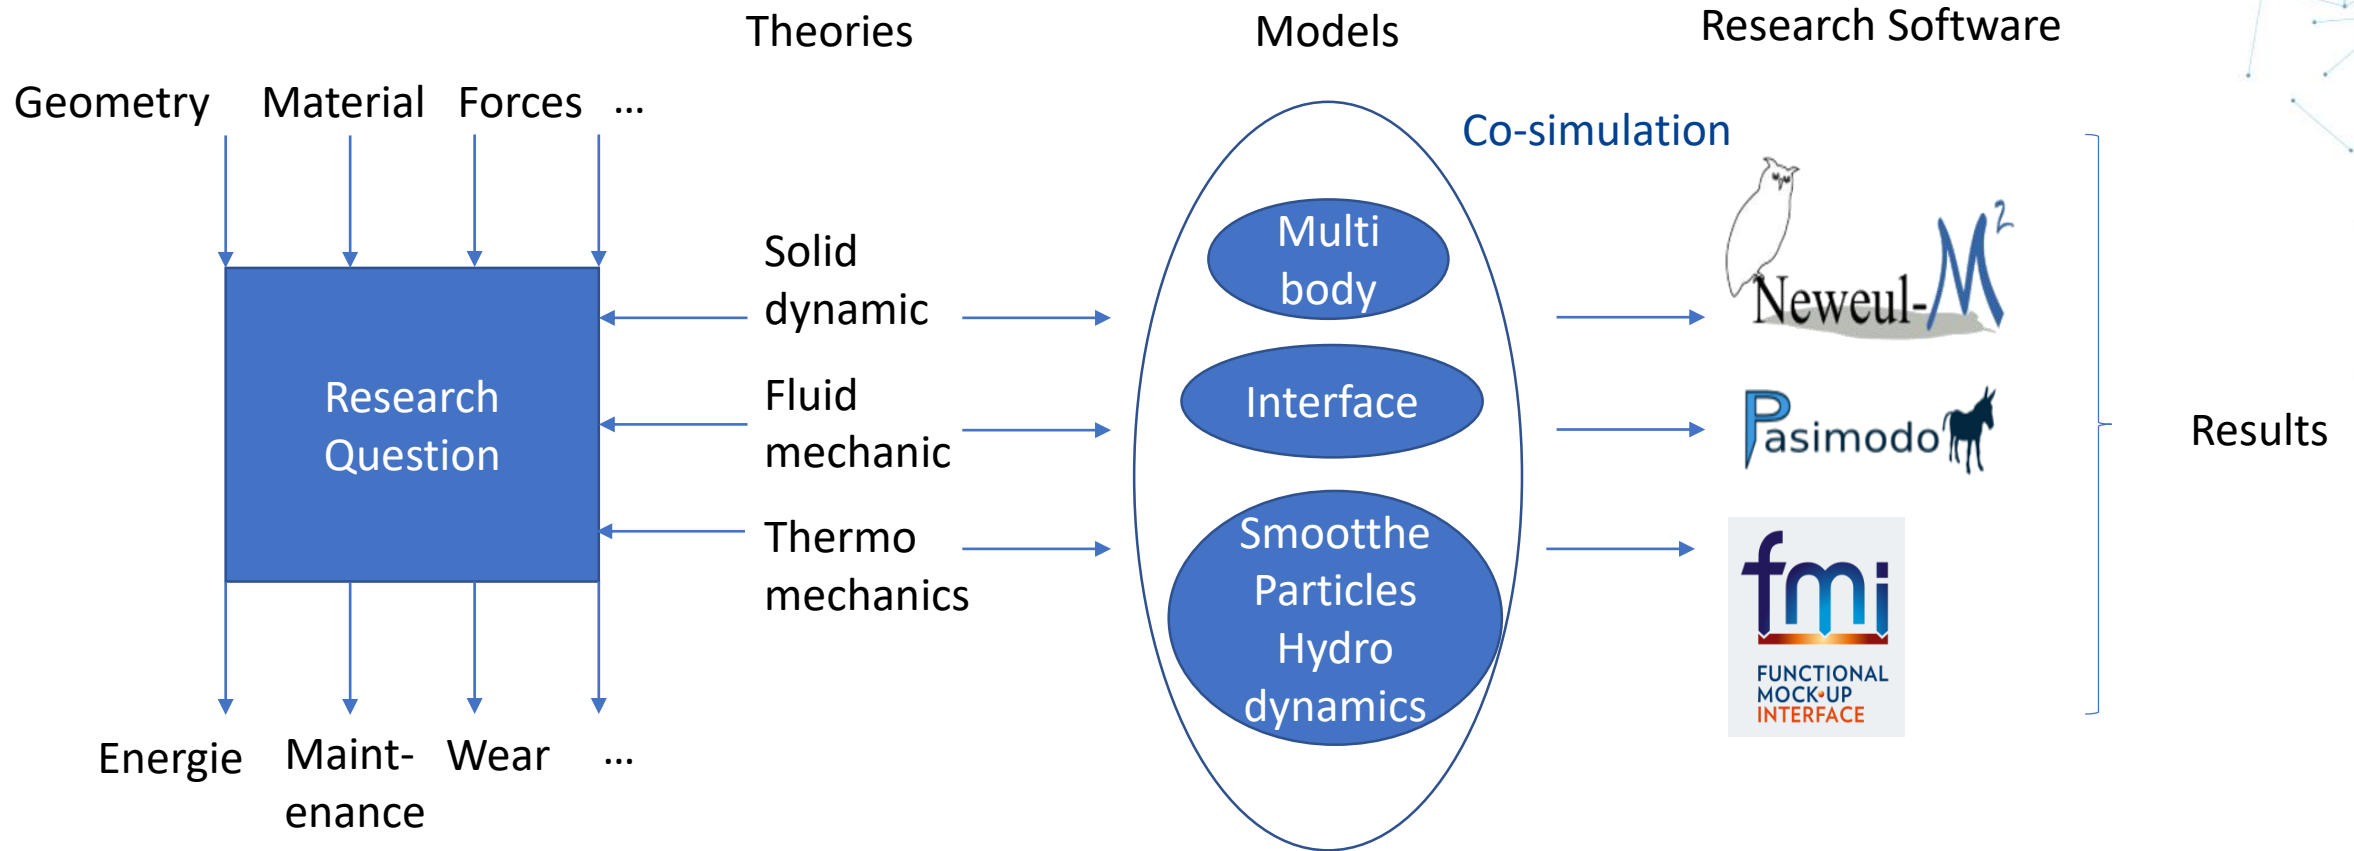 Theories
Models
Research Software
Geometry
Material
Forces
...
Co-simulation
Research
Question
Solid
dynamic
Fluid
mechanic
Thermo
mechanics
Multi
body
Interface
Smootthe
Particles
Hydro
dynamics
Neweul-M²
Pasimodo
fmi
FUNCTIONAL
MOCK-UP
INTERFACE
Results
Energie
Maint-
enance
Wear
...